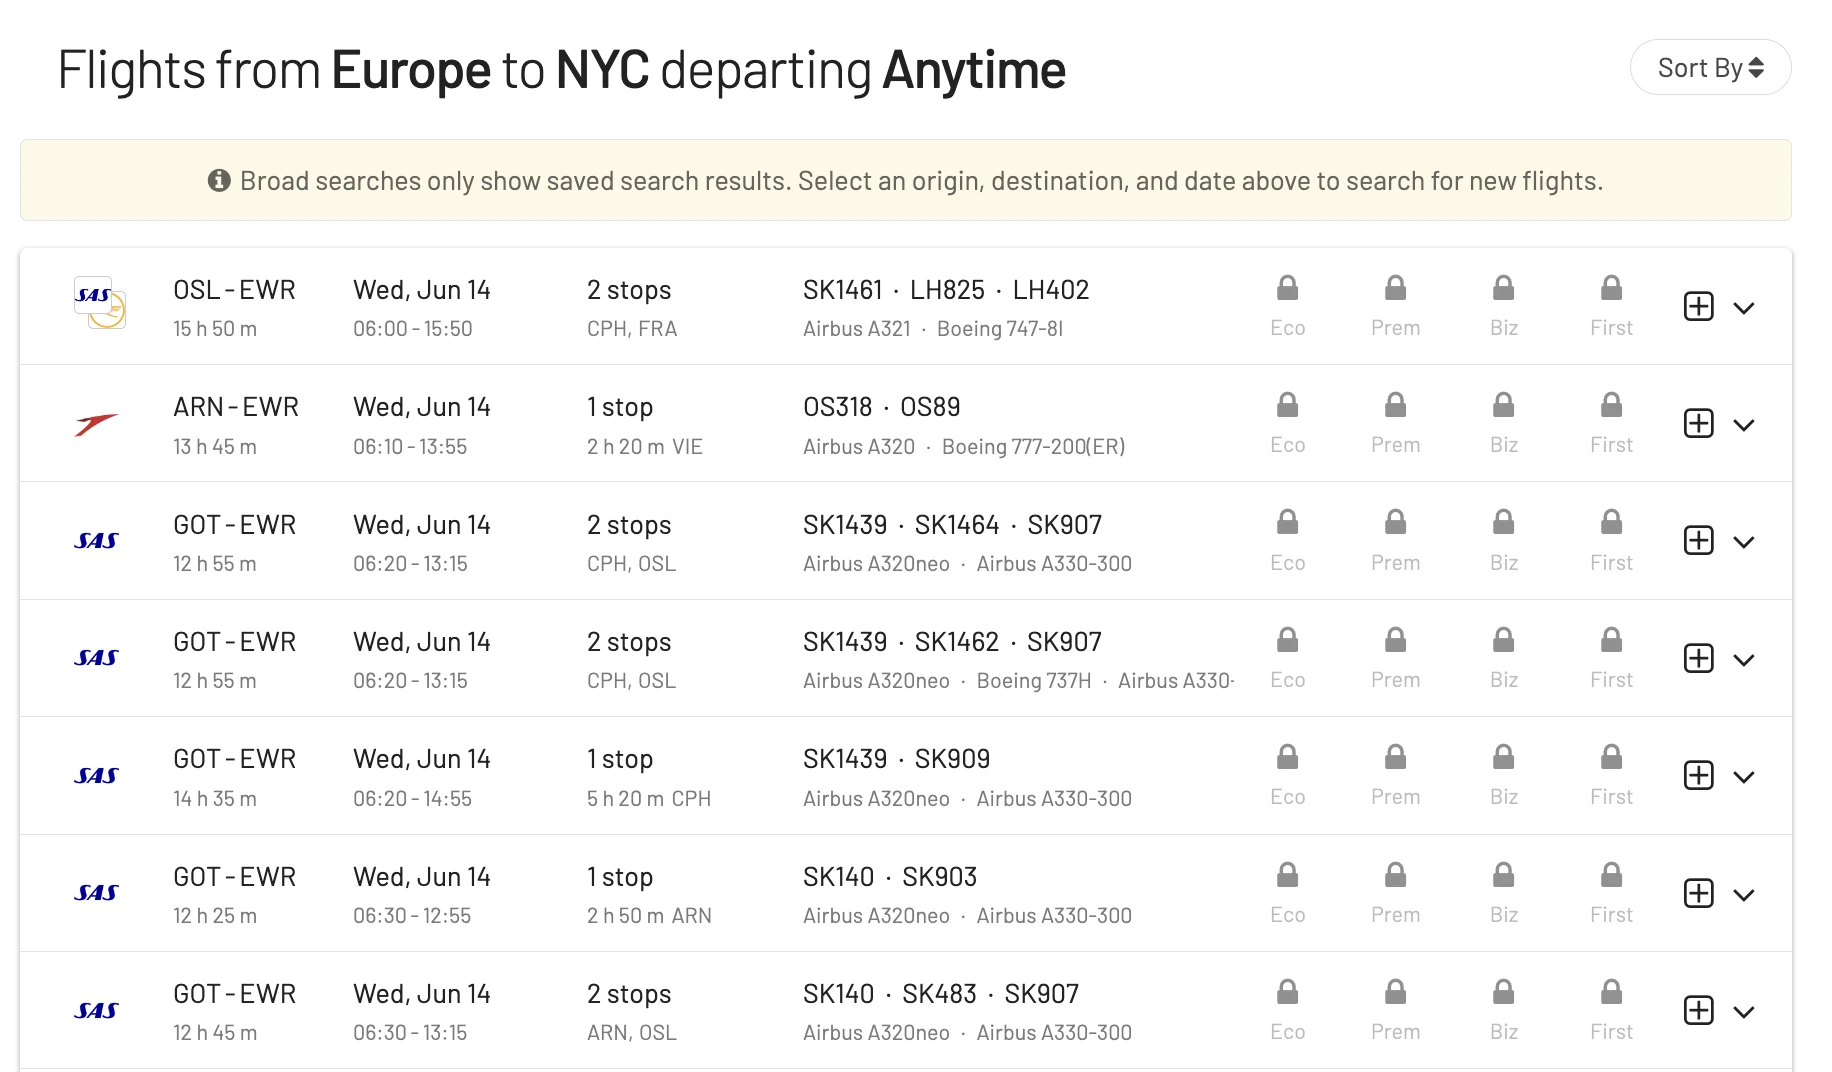 Flights from Europe to NYC departing Anytime
Sort By
Broad searches only show saved search results. Select an origin, destination, and date above to search for new flights.
SAS
OSL - EWR Wed, Jun 14 2 stops SK1461 · LH825 · LH402
15 h 50 m 06:00 - 15:50 CPH, FRA Airbus A321 · Boeing 747-8I Eco Prem Biz First
ARN - EWR Wed, Jun 14 1 stop OS318 · OS89
13 h 45 m 06:10 - 13:55 2 h 20 m VIE Airbus A320 · Boeing 777-200(ER) Eco Prem Biz First
SAS
GOT - EWR Wed, Jun 14 2 stops SK1439 · SK1464 · SK907
12 h 55 m 06:20 - 13:15 CPH, OSL Airbus A320neo · Airbus A330-300 Eco Prem Biz First
SAS
GOT - EWR Wed, Jun 14 2 stops SK1439 · SK1462 · SK907
12 h 55 m 06:20 - 13:15 CPH, OSL Airbus A320neo · Boeing 737H · Airbus A330- Eco Prem Biz First
SAS
GOT - EWR Wed, Jun 14 1 stop SK1439 · SK909
14 h 35 m 06:20 - 14:55 5 h 20 m CPH Airbus A320neo · Airbus A330-300 Eco Prem Biz First
SAS
GOT - EWR Wed, Jun 14 1 stop SK140 · SK903
12 h 25 m 06:30 - 12:55 2 h 50 m ARN Airbus A320neo · Airbus A330-300 Eco Prem Biz First
SAS
GOT - EWR Wed, Jun 14 2 stops SK140 · SK483 · SK907
12 h 45 m 06:30 - 13:15 ARN, OSL Airbus A320neo · Airbus A330-300 Eco Prem Biz First